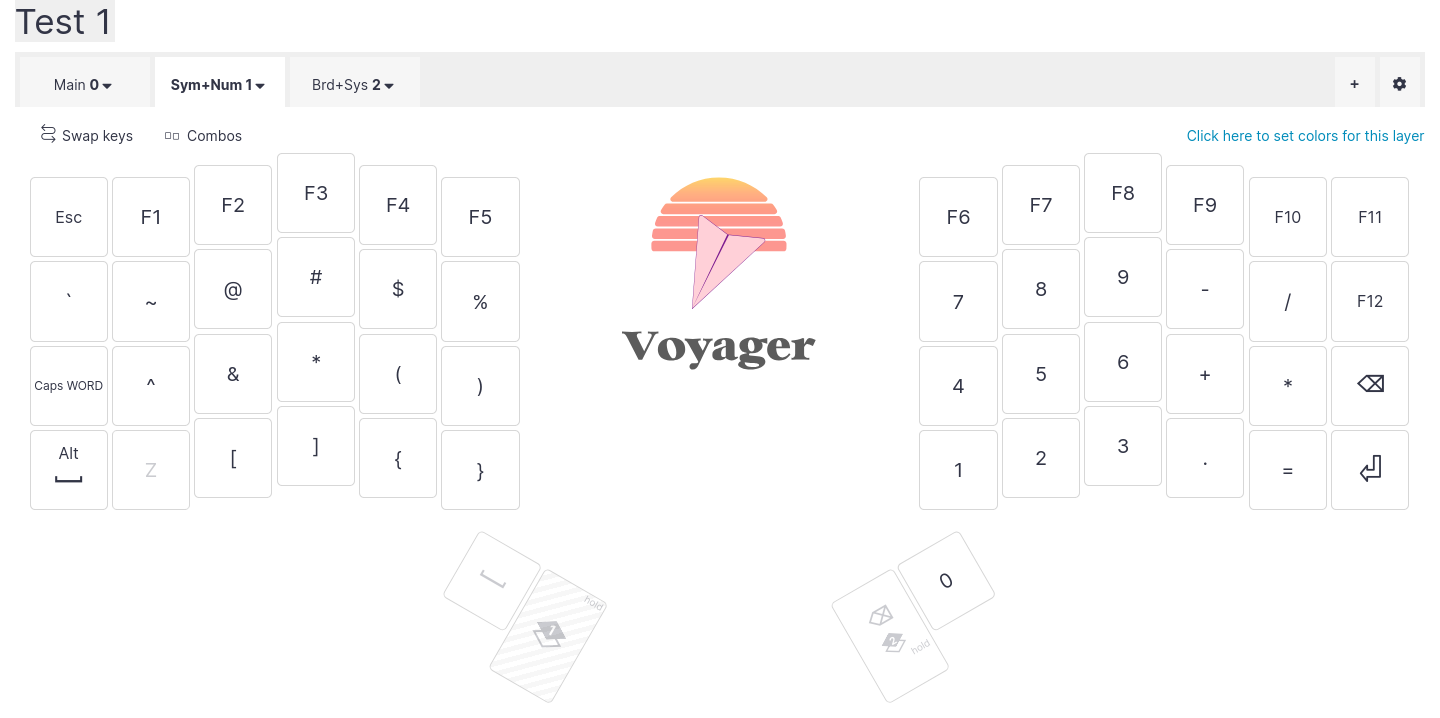 Test 1
Main 0
Sym+Num 1
Brd+Sys 2
+
Swap keys
Combos
Click here to set colors for this layer
Esc F1 F2 F3 F4 F5 F6 F7 F8 F9 F10 F11
` ~ @ # $ % 7 8 9 - / F12
Caps WORD ^ & * ( ) 4 5 6 + *
Alt Z [ ] { } 1 2 3 . =
Voyager
hold
1
0
2
hold